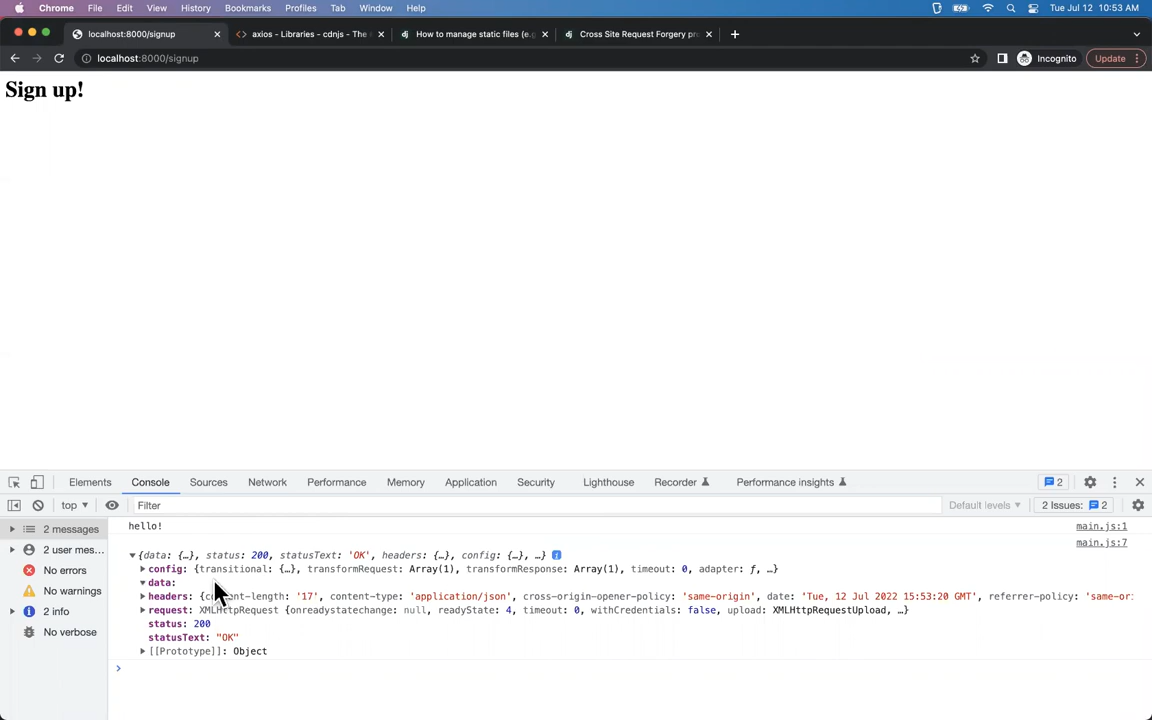 Chrome File Edit View History Bookmarks Profiles Tab Window Help Tue Jul 12 10:53 AM
localhost:8000/signup axios - Libraries - cdnjs - The How to manage static files (e.g. Cross Site Request Forgery pro
localhost:8000/signup Incognito Update
Sign up!
Elements Console Sources Network Performance Memory Application Security Lighthouse Recorder Performance insights 2
top Filter Default levels 2 Issues: 2
2 messages
hello! main.js:1
main.js:7
2 user mes...
{data: {…}, status: 200, statusText: 'OK', headers: {…}, config: {…}, …} i
No errors
config: {transitional: {…}, transformRequest: Array(1), transformResponse: Array(1), timeout: 0, adapter: ƒ, …}
data:
No warnings
headers: {content-length: '17', content-type: 'application/json', cross-origin-opener-policy: 'same-origin', date: 'Tue, 12 Jul 2022 15:53:20 GMT', referrer-policy: 'same-or
2 info
request: XMLHttpRequest {onreadystatechange: null, readyState: 4, timeout: 0, withCredentials: false, upload: XMLHttpRequestUpload, …}
status: 200
No verbose
statusText: "OK"
[[Prototype]]: Object